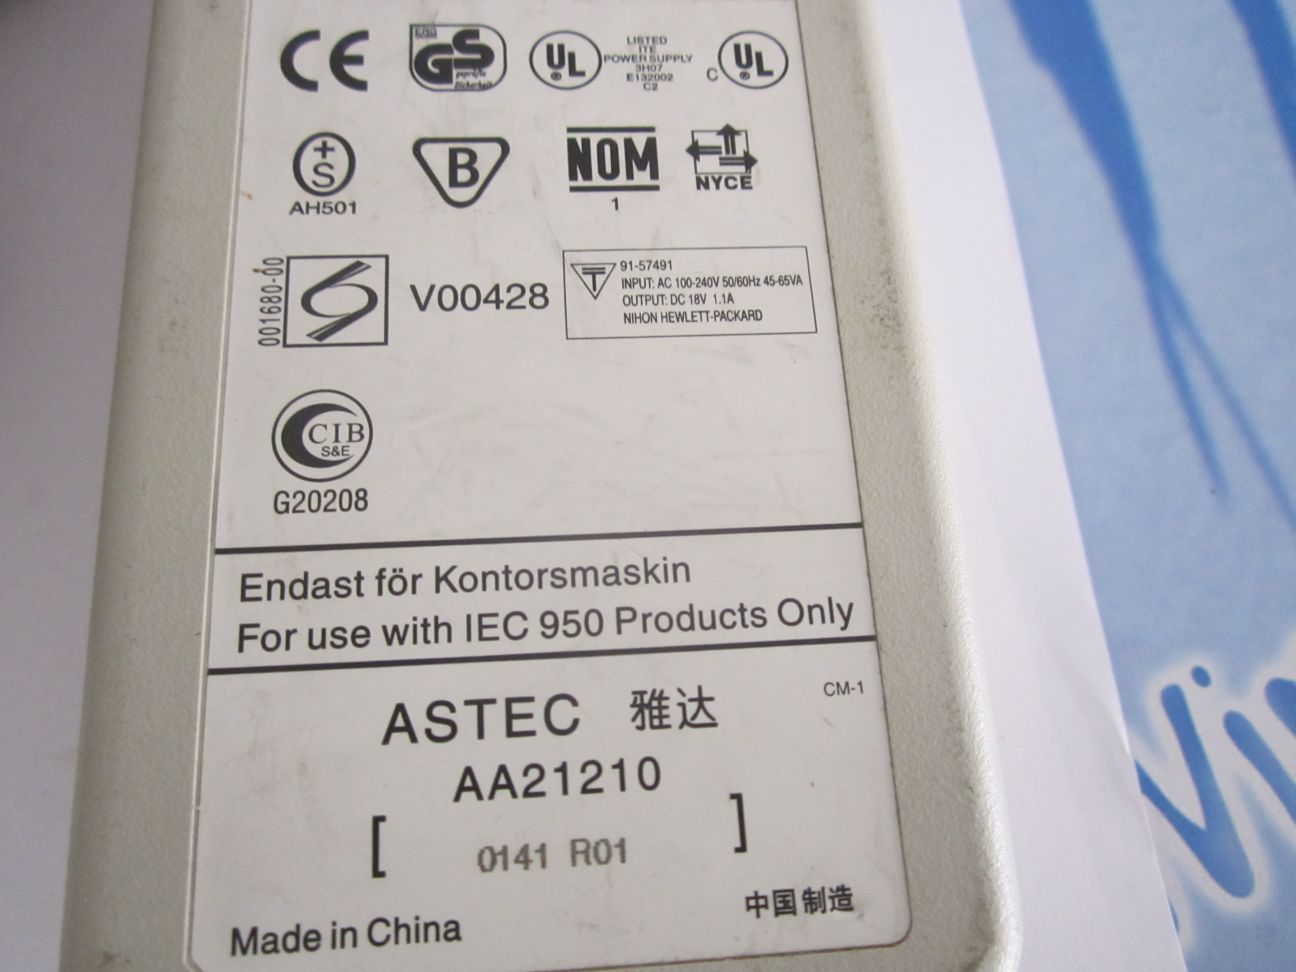 CE
GS
geprüfte
Sicherheit
UL
LISTED
ITE
POWER SUPPLY
3H07
E132002
C2
C UL
+
S
AH501
B
NOM
1
NYCE
001680-00
V00428
T
91-57491
INPUT: AC 100-240V 50/60Hz 45-65VA
OUTPUT: DC 18V 1.1A
NIHON HEWLETT-PACKARD
CIB
S&E
G20208
Endast för Kontorsmaskin
For use with IEC 950 Products Only
CM-1
ASTEC 雅达
AA21210
[ 0141 R01 ]
中国制造
Made in China